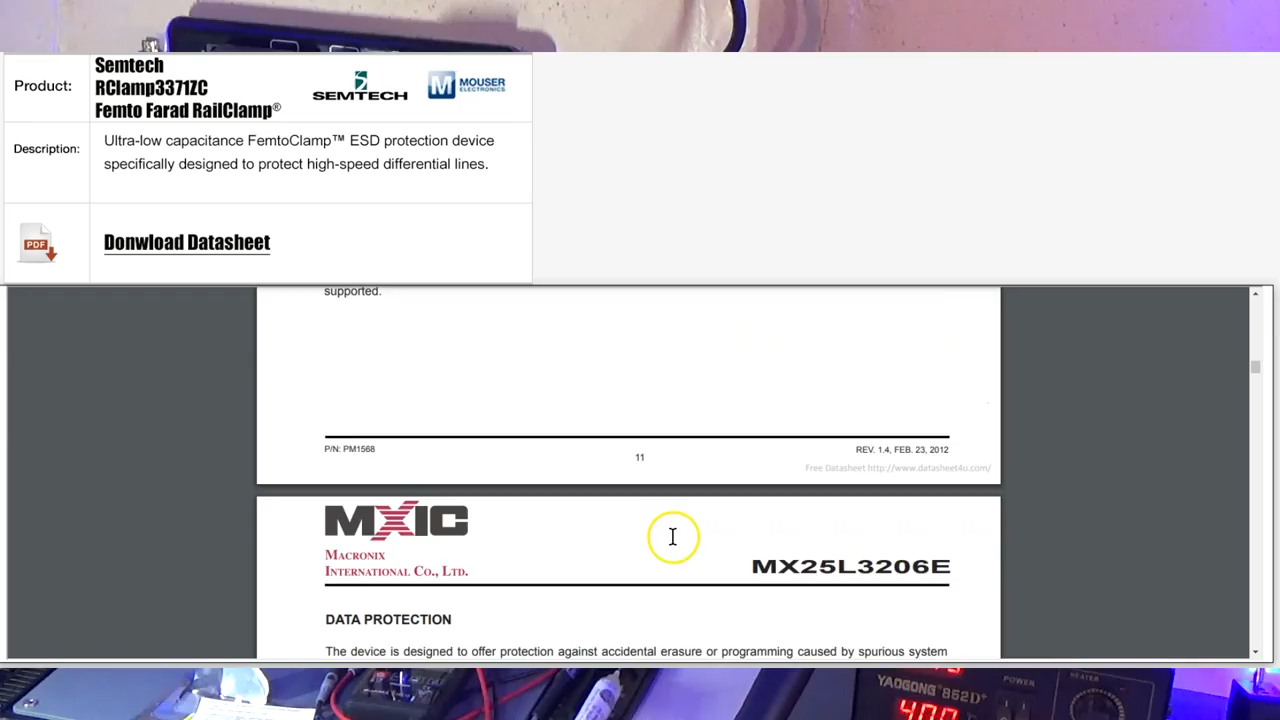 Product:
Semtech
RClamp3371ZC
Femto Farad RailClamp®
SEMTECH
M MOUSER
ELECTRONICS
Description:
Ultra-low capacitance FemtoClamp™ ESD protection device
specifically designed to protect high-speed differential lines.
PDF
Donwload Datasheet
supported.
P/N: PM1568
REV. 1.4, FEB. 23, 2012
11
Free Datasheet http://www.datasheet4u.com/
MXIC
MACRONIX
INTERNATIONAL CO., LTD.
MX25L3206E
DATA PROTECTION
The device is designed to offer protection against accidental erasure or programming caused by spurious system
YAOGONG 852D+
POWER
HEATER
400